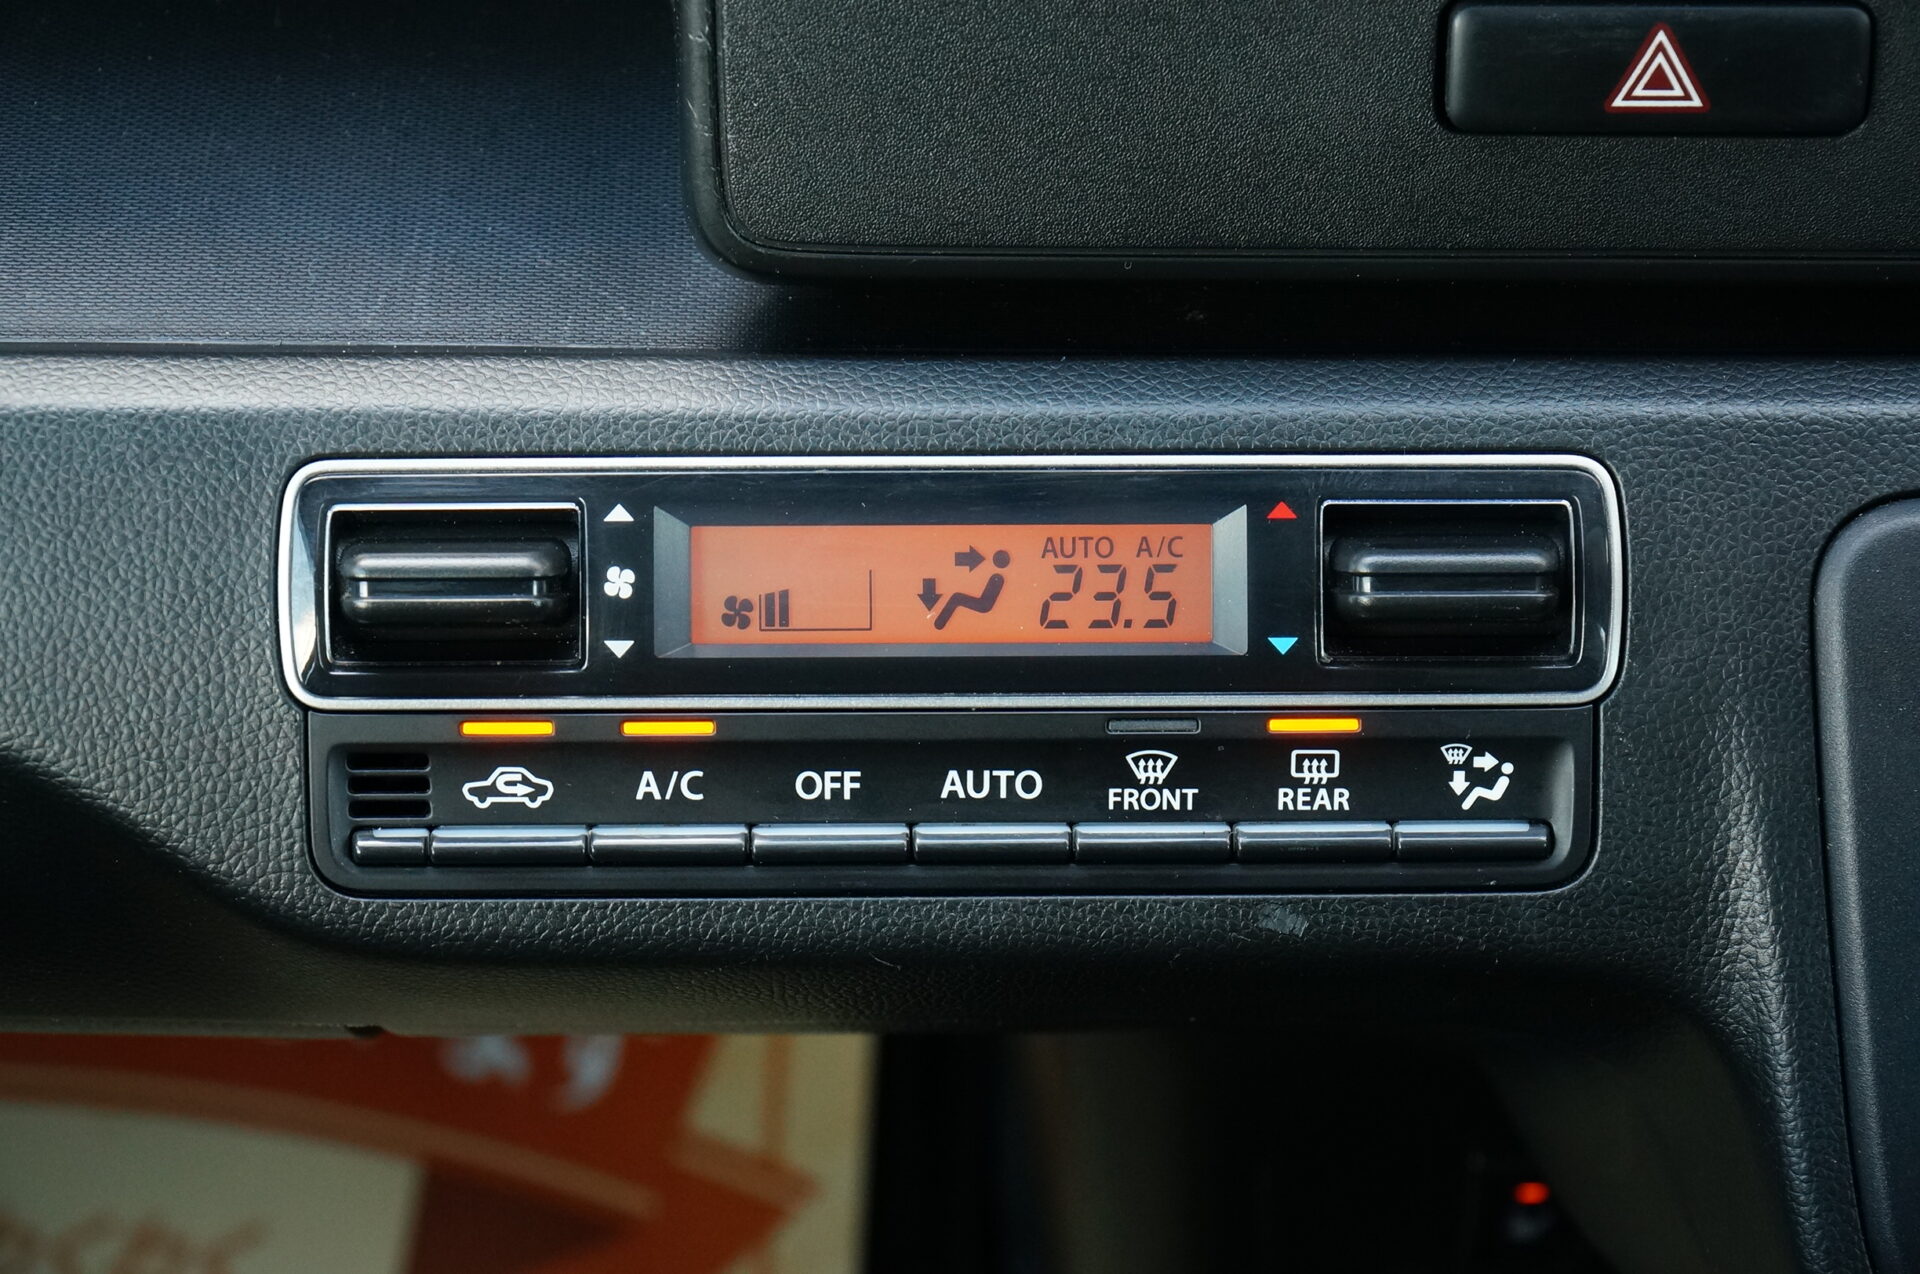 AUTO A/C
23.5
A/C OFF AUTO FRONT REAR